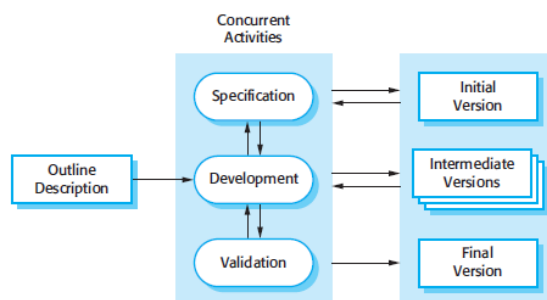 Concurrent
Activities
Specification
Initial
Version
Outline
Description
Development
Intermediate
Versions
Validation
Final
Version